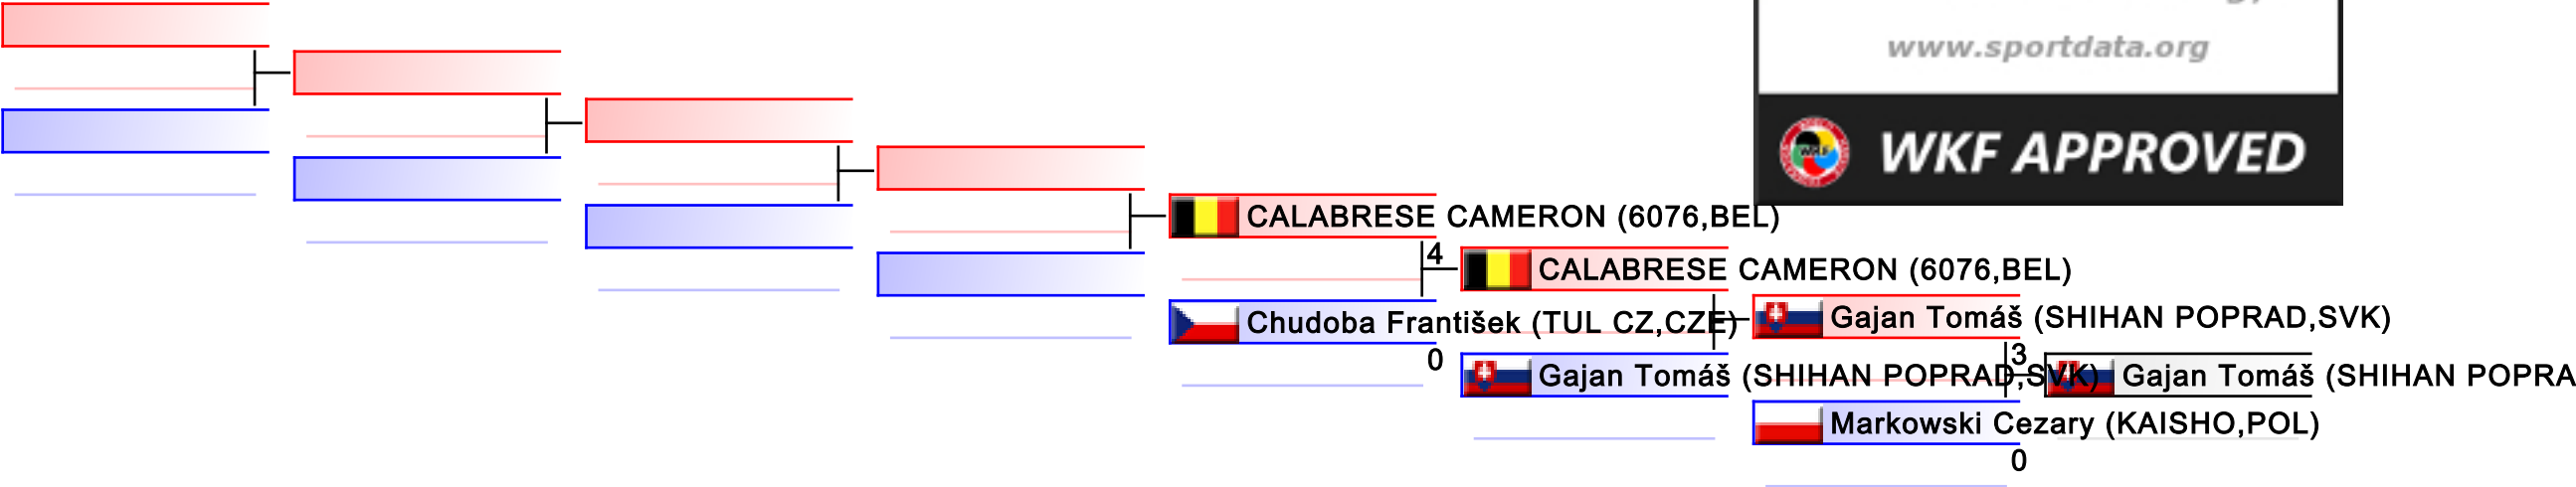 www.sportdata.org
WKF APPROVED
CALABRESE CAMERON (6076,BEL)
4
CALABRESE CAMERON (6076,BEL)
Chudoba František (TUL CZ,CZE)
0
Gajan Tomáš (SHIHAN POPRAD,SVK)
3
Gajan Tomáš (SHIHAN POPRAD,SVK)
Gajan Tomáš (SHIHAN POPRA
Markowski Cezary (KAISHO,POL)
0